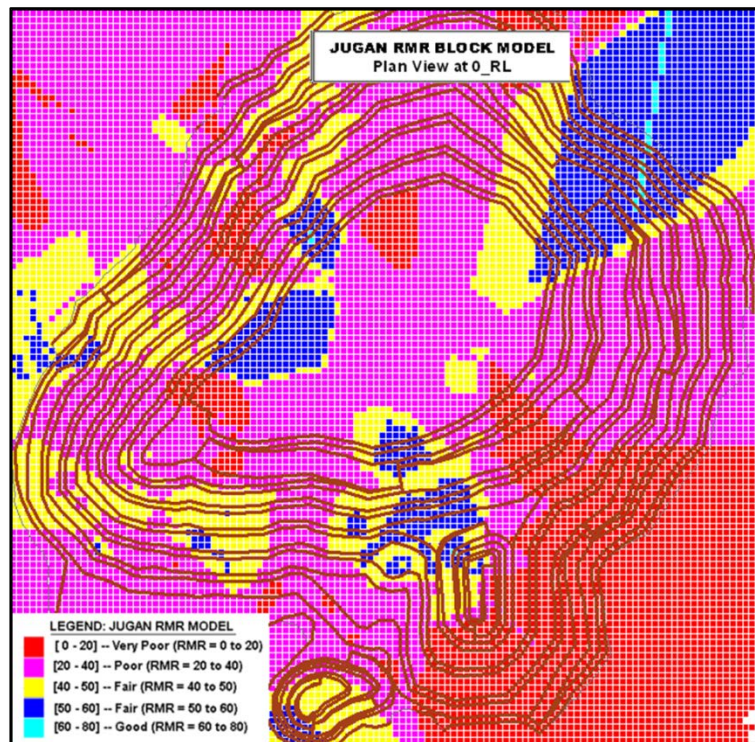 JUGAN RMR BLOCK MODEL
Plan View at 0_RL
LEGEND: JUGAN RMR MODEL
[ 0 - 20] -- Very Poor (RMR = 0 to 20)
[20 - 40] -- Poor (RMR = 20 to 40)
[40 - 50] -- Fair (RMR = 40 to 50)
[50 - 60] -- Fair (RMR = 50 to 60)
[60 - 80] -- Good (RMR = 60 to 80)